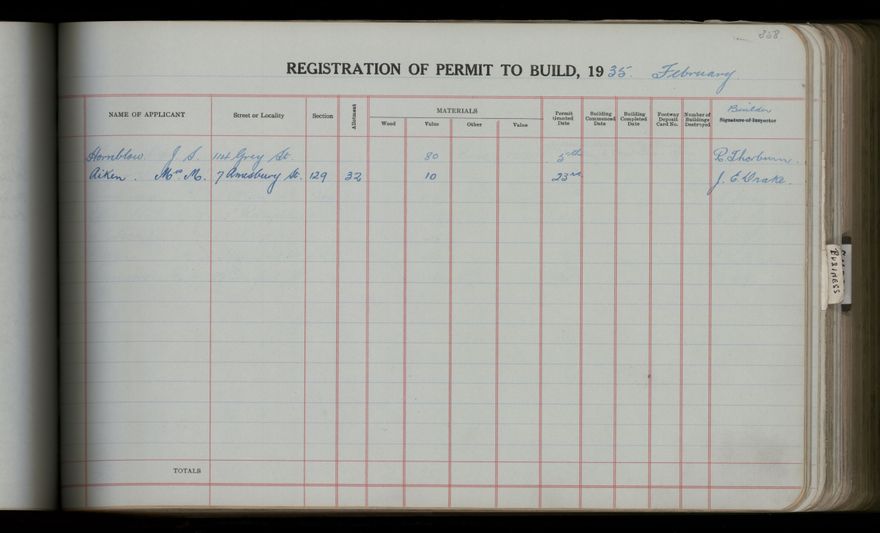 358
REGISTRATION OF PERMIT TO BUILD, 1935. February
NAME OF APPLICANT Street or Locality Section Allotment MATERIALS Wood Value Other Value Permit Granted Date Building Commenced Date Building Completed Date Footway Deposit Card No. Number of Buildings Destroyed Builder Signature of Inspector
Hornblow J. S. 114 Grey St. 80 5th R. Thorburn.
Aiken. Mrs M. 7 Amesbury St. 129 32 10 23rd J. E. Drake.
TOTALS
BUSINESS